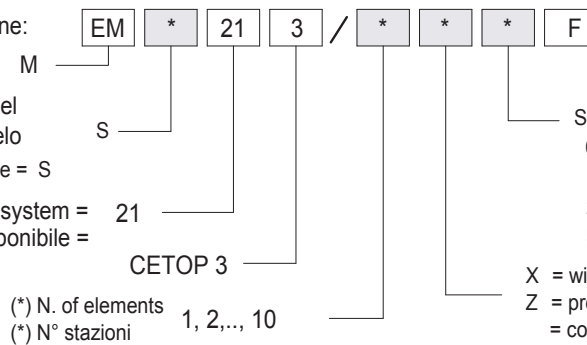 ne: EM * 21 3 / * * * F
M
el
elo S S
e = S
system = 21
ponibile =
CETOP 3
X = wi
(*) N. of elements Z = pr
(*) N° stazioni 1, 2,.., 10 = co